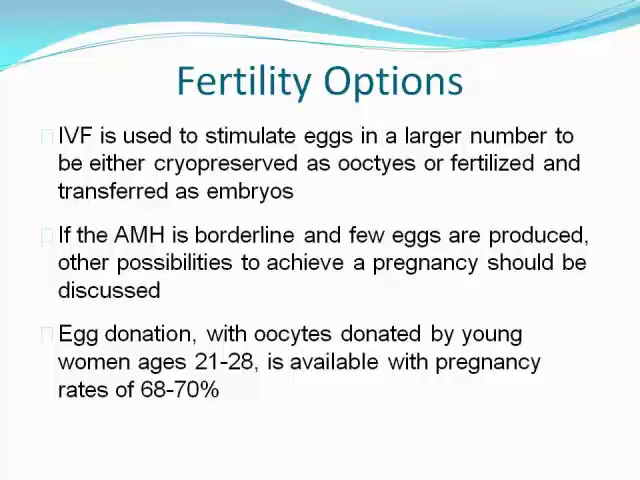 Fertility Options
IVF is used to stimulate eggs in a larger number to
be either cryopreserved as ooctyes or fertilized and
transferred as embryos
If the AMH is borderline and few eggs are produced,
other possibilities to achieve a pregnancy should be
discussed
Egg donation, with oocytes donated by young
women ages 21-28, is available with pregnancy
rates of 68-70%